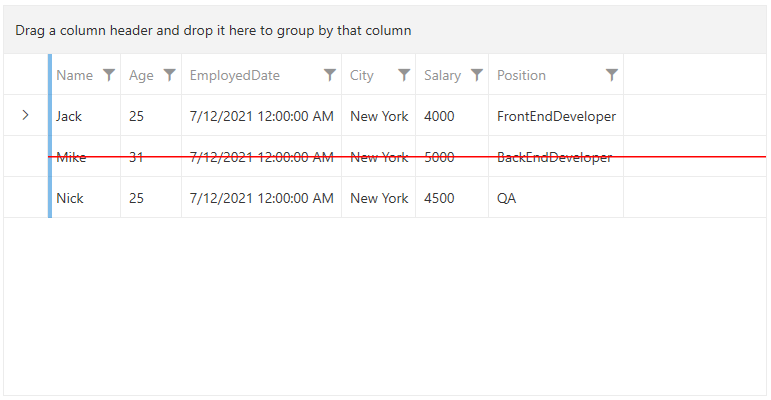 Drag a column header and drop it here to group by that column
Name Age EmployedDate City Salary Position
Jack 25 7/12/2021 12:00:00 AM New York 4000 FrontEndDeveloper
Mike 31 7/12/2021 12:00:00 AM New York 5000 BackEndDeveloper
Nick 25 7/12/2021 12:00:00 AM New York 4500 QA